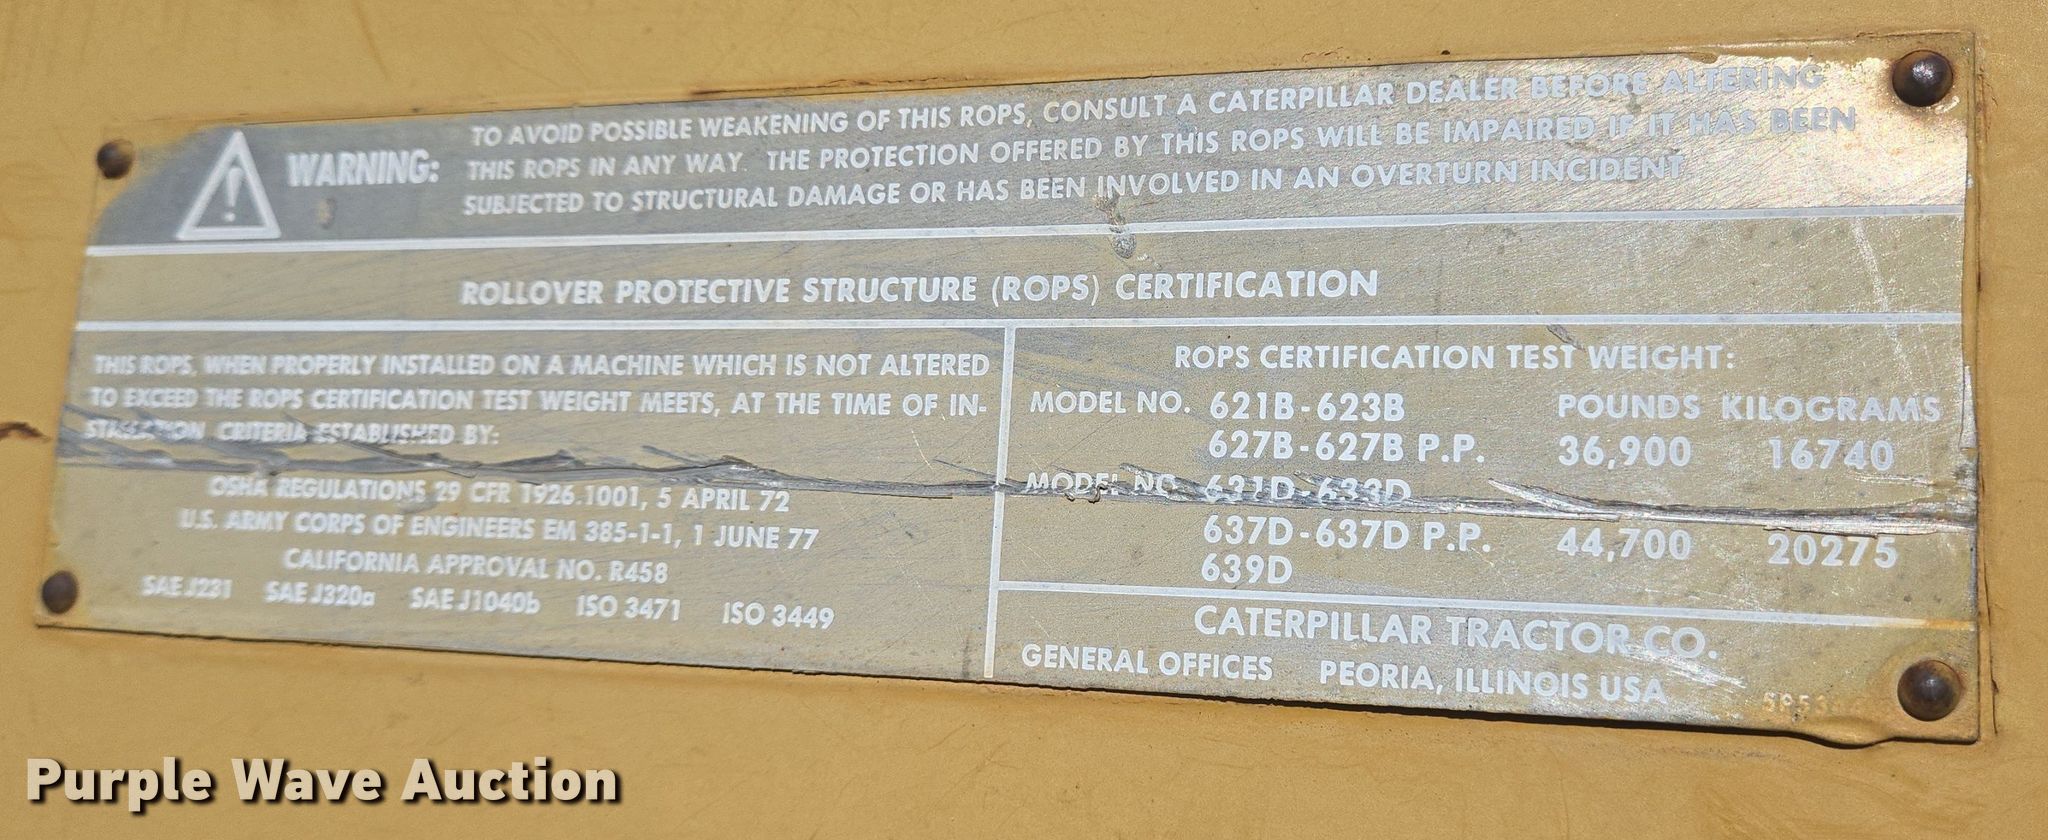 WARNING:
TO AVOID POSSIBLE WEAKENING OF THIS ROPS, CONSULT A CATERPILLAR DEALER BEFORE ALTERING
THIS ROPS IN ANY WAY. THE PROTECTION OFFERED BY THIS ROPS WILL BE IMPAIRED IF IT HAS BEEN
SUBJECTED TO STRUCTURAL DAMAGE OR HAS BEEN INVOLVED IN AN OVERTURN INCIDENT.
ROLLOVER PROTECTIVE STRUCTURE (ROPS) CERTIFICATION
THIS ROPS, WHEN PROPERLY INSTALLED ON A MACHINE WHICH IS NOT ALTERED
TO EXCEED THE ROPS CERTIFICATION TEST WEIGHT MEETS, AT THE TIME OF IN-
STALLATION CRITERIA ESTABLISHED BY:
OSHA REGULATIONS 29 CFR 1926.1001, 5 APRIL 72
U.S. ARMY CORPS OF ENGINEERS EM 385-1-1, 1 JUNE 77
CALIFORNIA APPROVAL NO. R458
SAE J231 SAE J320a SAE J1040b ISO 3471 ISO 3449
ROPS CERTIFICATION TEST WEIGHT:
MODEL NO. 621B-623B POUNDS KILOGRAMS
627B-627B P.P. 36,900 16740
MODEL NO. 631D-633D
637D-637D P.P. 44,700 20275
639D
CATERPILLAR TRACTOR CO.
GENERAL OFFICES PEORIA, ILLINOIS USA
Purple Wave Auction